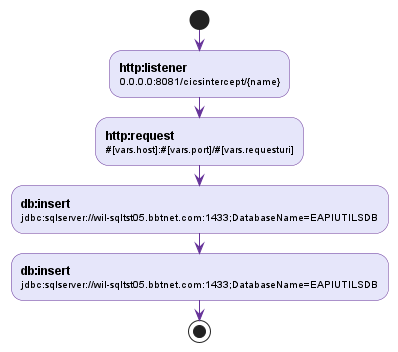 http:listener
0.0.0.0:8081/cicsintercept/{name}
http:request
#[vars.host]:#[vars.port]/#[vars.requesturi]
db:insert
jdbc:sqlserver://wil-sqltst05.bbtnet.com:1433;DatabaseName=EAPIUTILSDB
db:insert
jdbc:sqlserver://wil-sqltst05.bbtnet.com:1433;DatabaseName=EAPIUTILSDB